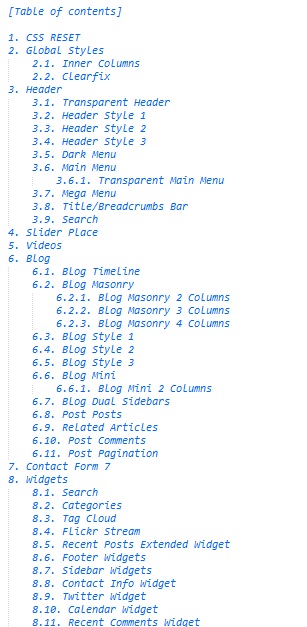 [Table of contents]
1. CSS RESET
2. Global Styles
2.1. Inner Columns
2.2. Clearfix
3. Header
3.1. Transparent Header
3.2. Header Style 1
3.3. Header Style 2
3.4. Header Style 3
3.5. Dark Menu
3.6. Main Menu
3.6.1. Transparent Main Menu
3.7. Mega Menu
3.8. Title/Breadcrumbs Bar
3.9. Search
4. Slider Place
5. Videos
6. Blog
6.1. Blog Timeline
6.2. Blog Masonry
6.2.1. Blog Masonry 2 Columns
6.2.2. Blog Masonry 3 Columns
6.2.3. Blog Masonry 4 Columns
6.3. Blog Style 1
6.4. Blog Style 2
6.5. Blog Style 3
6.6. Blog Mini
6.6.1. Blog Mini 2 Columns
6.7. Blog Dual Sidebars
6.8. Post Posts
6.9. Related Articles
6.10. Post Comments
6.11. Post Pagination
7. Contact Form 7
8. Widgets
8.1. Search
8.2. Categories
8.3. Tag Cloud
8.4. Flickr Stream
8.5. Recent Posts Extended Widget
8.6. Footer Widgets
8.7. Sidebar Widgets
8.8. Contact Info Widget
8.9. Twitter Widget
8.10. Calendar Widget
8.11. Recent Comments Widget